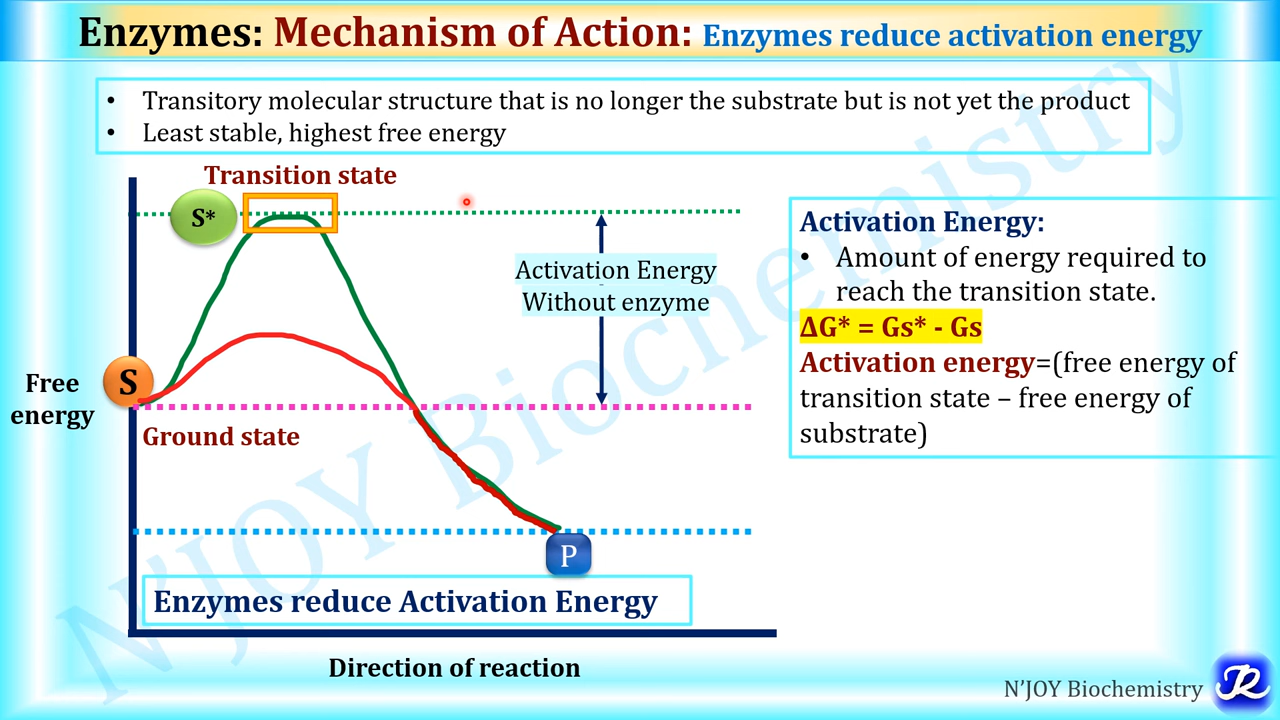 Enzymes: Mechanism of Action: Enzymes reduce activation energy
• Transitory molecular structure that is no longer the substrate but is not yet the product
• Least stable, highest free energy
Transition state
S*
Activation Energy
Without enzyme
S
Free
energy
Ground state
P
Enzymes reduce Activation Energy
Direction of reaction
Activation Energy:
• Amount of energy required to
reach the transition state.
ΔG* = Gs* - Gs
Activation energy=(free energy of
transition state – free energy of
substrate)
N'JOY Biochemistry
N’JOY Biochemistry
JR